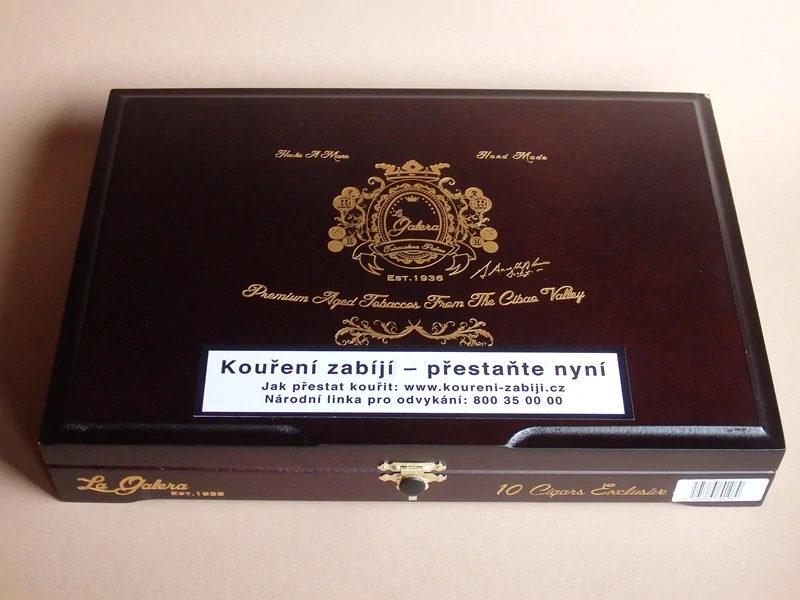 Hecho A Mano
Hand Made
La
Galera
Tabacalera Palma
EST.1936
Premium Aged Tobaccos From The Cibao Valley
Kouření zabíjí – přestaňte nyní
Jak přestat kouřit: www.koureni-zabiji.cz
Národní linka pro odvykání: 800 35 00 00
La Galera
EST.1936
10 Cigars Exclusive